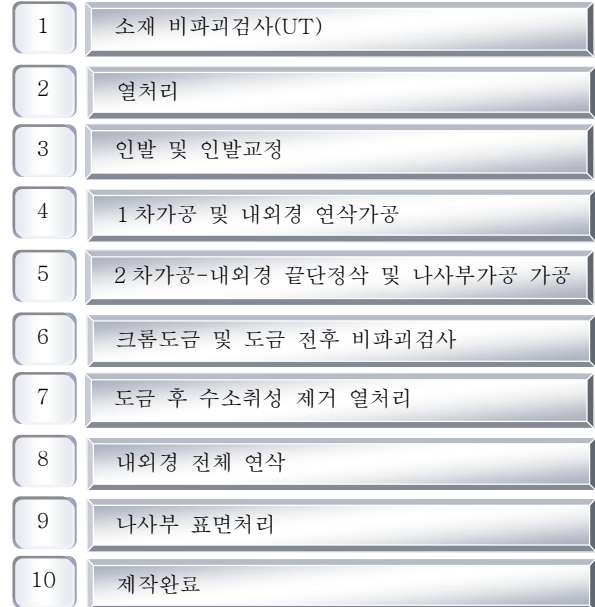 1 소재 비파괴검사(UT)
2 열처리
3 인발 및 인발교정
4 1차가공 및 내외경 연삭가공
5 2차가공-내외경 끝단정삭 및 나사부가공 가공
6 크롬도금 및 도금 전후 비파괴검사
7 도금 후 수소취성 제거 열처리
8 내외경 전체 연삭
9 나사부 표면처리
10 제작완료